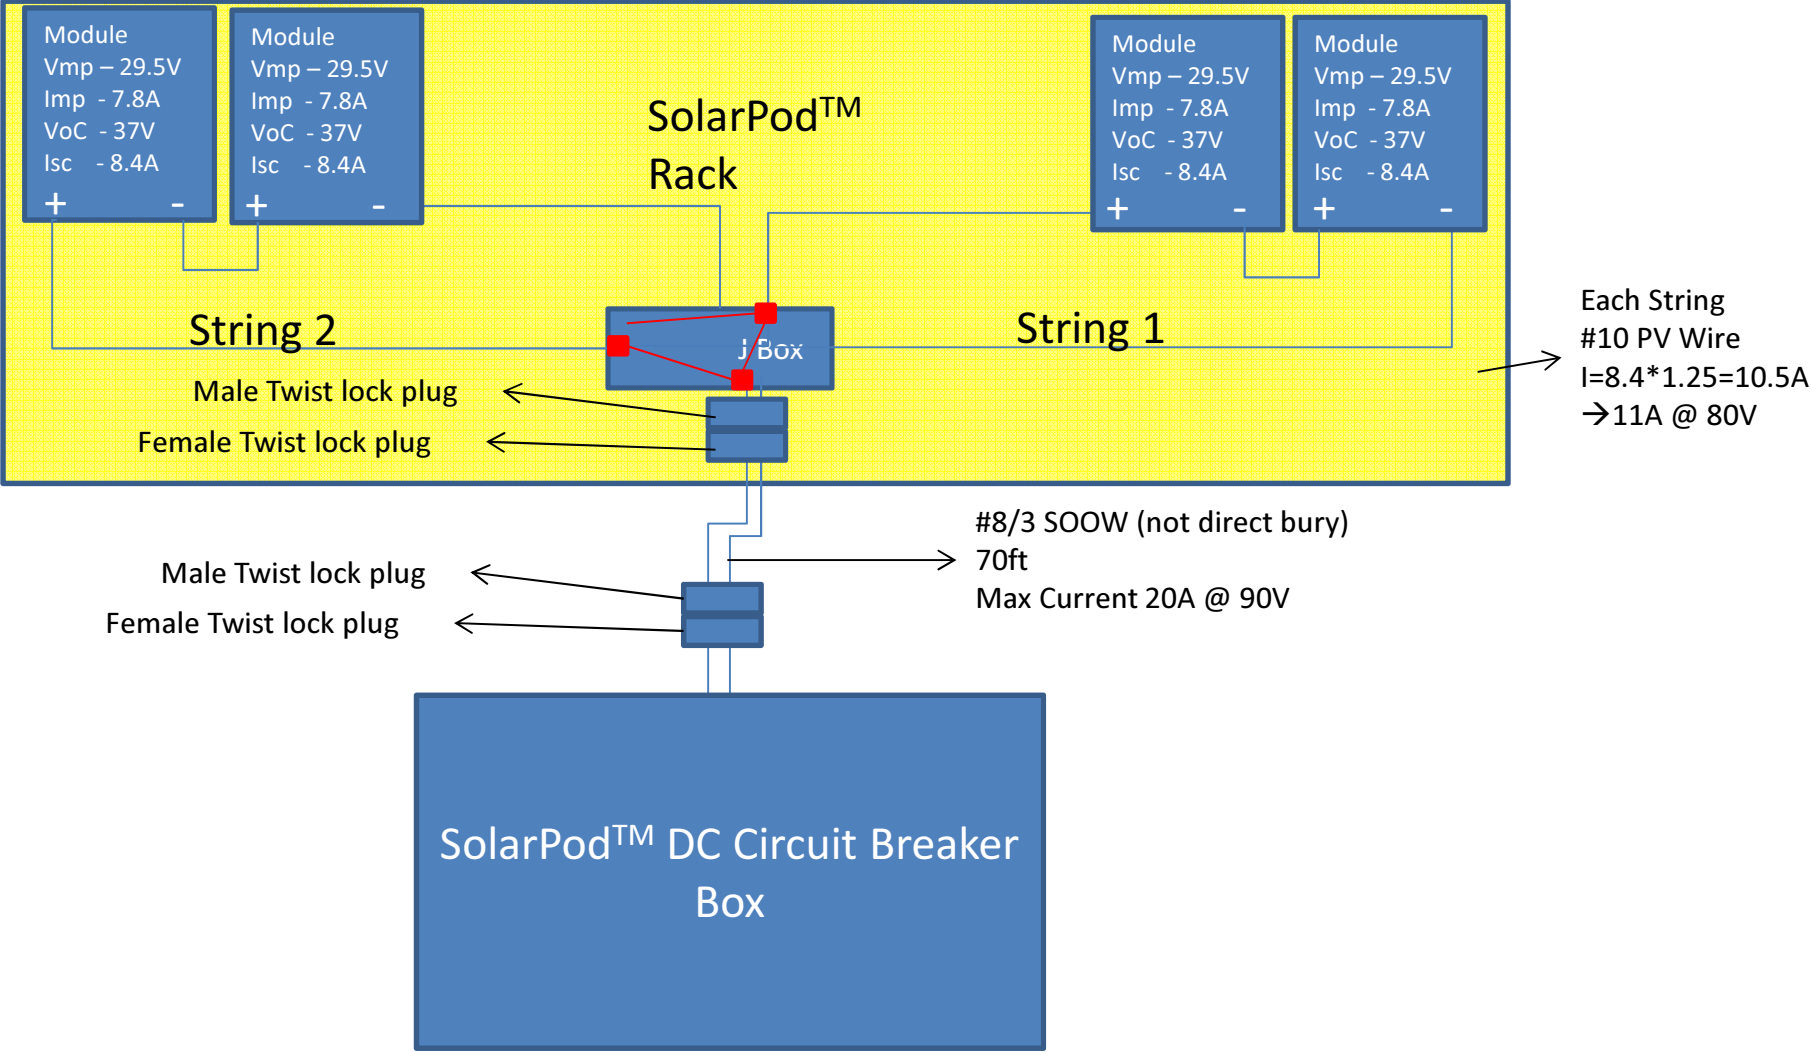 Module
Vmp – 29.5V
Imp - 7.8A
VoC - 37V
Isc - 8.4A
+ -
Module
Vmp – 29.5V
Imp - 7.8A
VoC - 37V
Isc - 8.4A
+ -
SolarPod™
Rack
Module
Vmp – 29.5V
Imp - 7.8A
VoC - 37V
Isc - 8.4A
+ -
Module
Vmp – 29.5V
Imp - 7.8A
VoC - 37V
Isc - 8.4A
+ -
String 2
J Box
String 1
Each String
#10 PV Wire
I=8.4*1.25=10.5A
→11A @ 80V
Male Twist lock plug
Female Twist lock plug
#8/3 SOOW (not direct bury)
70ft
Max Current 20A @ 90V
Male Twist lock plug
Female Twist lock plug
SolarPod™ DC Circuit Breaker
Box